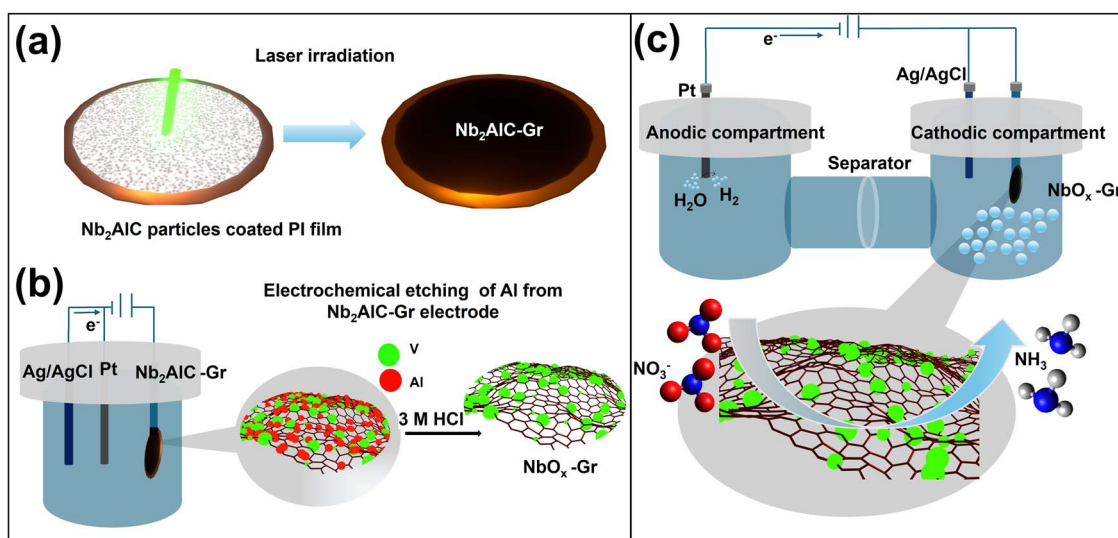 (a)
Laser irradiation
Nb₂AlC-Gr
Nb₂AlC particles coated PI film
(b)
Electrochemical etching of Al from
Nb₂AlC-Gr electrode
e⁻
Ag/AgCl Pt Nb₂AlC -Gr
V
Al
3 M HCl
NbOₓ -Gr
(c)
e⁻
Pt
Ag/AgCl
Anodic compartment
Cathodic compartment
Separator
H₂O H₂
NbOₓ -Gr
NO₃⁻
NH₃